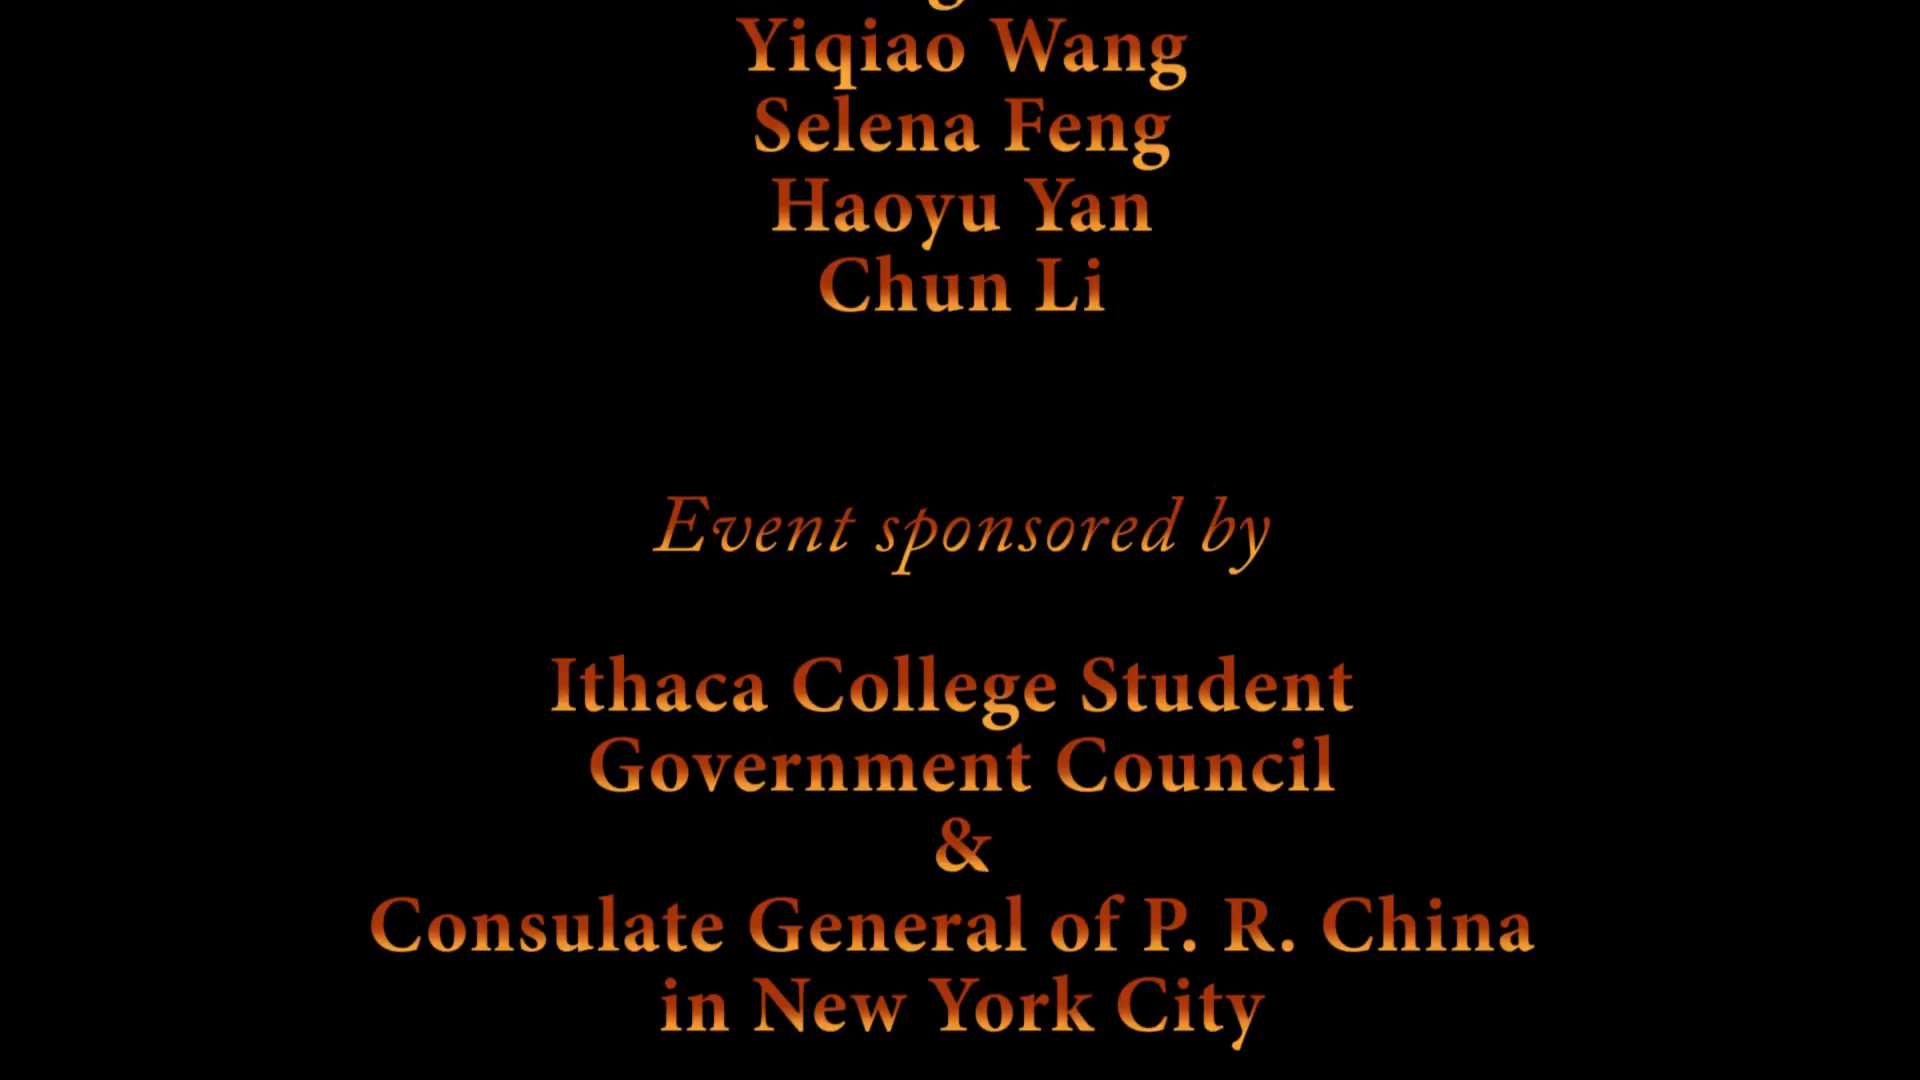 Yiqiao Wang
Selena Feng
Haoyu Yan
Chun Li
Event sponsored by
Ithaca College Student
Government Council
&
Consulate General of P. R. China
in New York City